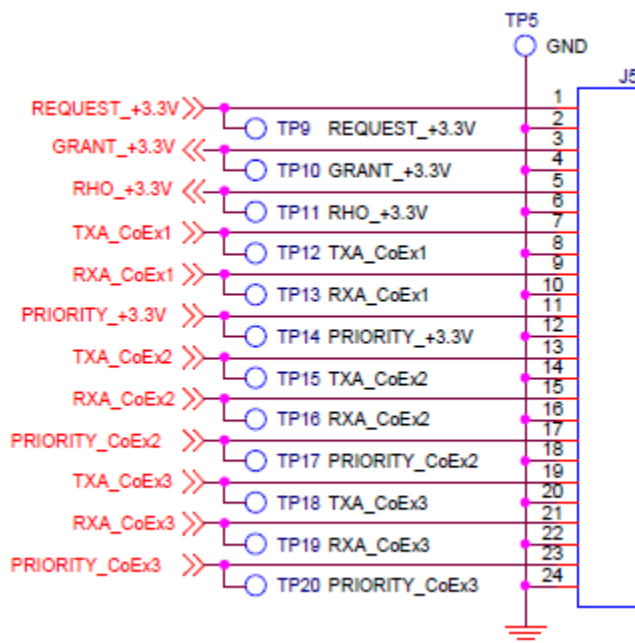 TP5
GND
J5
REQUEST_+3.3V
1
2
TP9 REQUEST_+3.3V
GRANT_+3.3V
3
4
TP10 GRANT_+3.3V
RHO_+3.3V
5
6
TP11 RHO_+3.3V
TXA_CoEx1
7
8
TP12 TXA_CoEx1
RXA_CoEx1
9
10
TP13 RXA_CoEx1
PRIORITY_+3.3V
11
12
TP14 PRIORITY_+3.3V
TXA_CoEx2
13
14
TP15 TXA_CoEx2
RXA_CoEx2
15
16
TP16 RXA_CoEx2
PRIORITY_CoEx2
17
18
TP17 PRIORITY_CoEx2
TXA_CoEx3
19
20
TP18 TXA_CoEx3
RXA_CoEx3
21
22
TP19 RXA_CoEx3
PRIORITY_CoEx3
23
24
TP20 PRIORITY_CoEx3